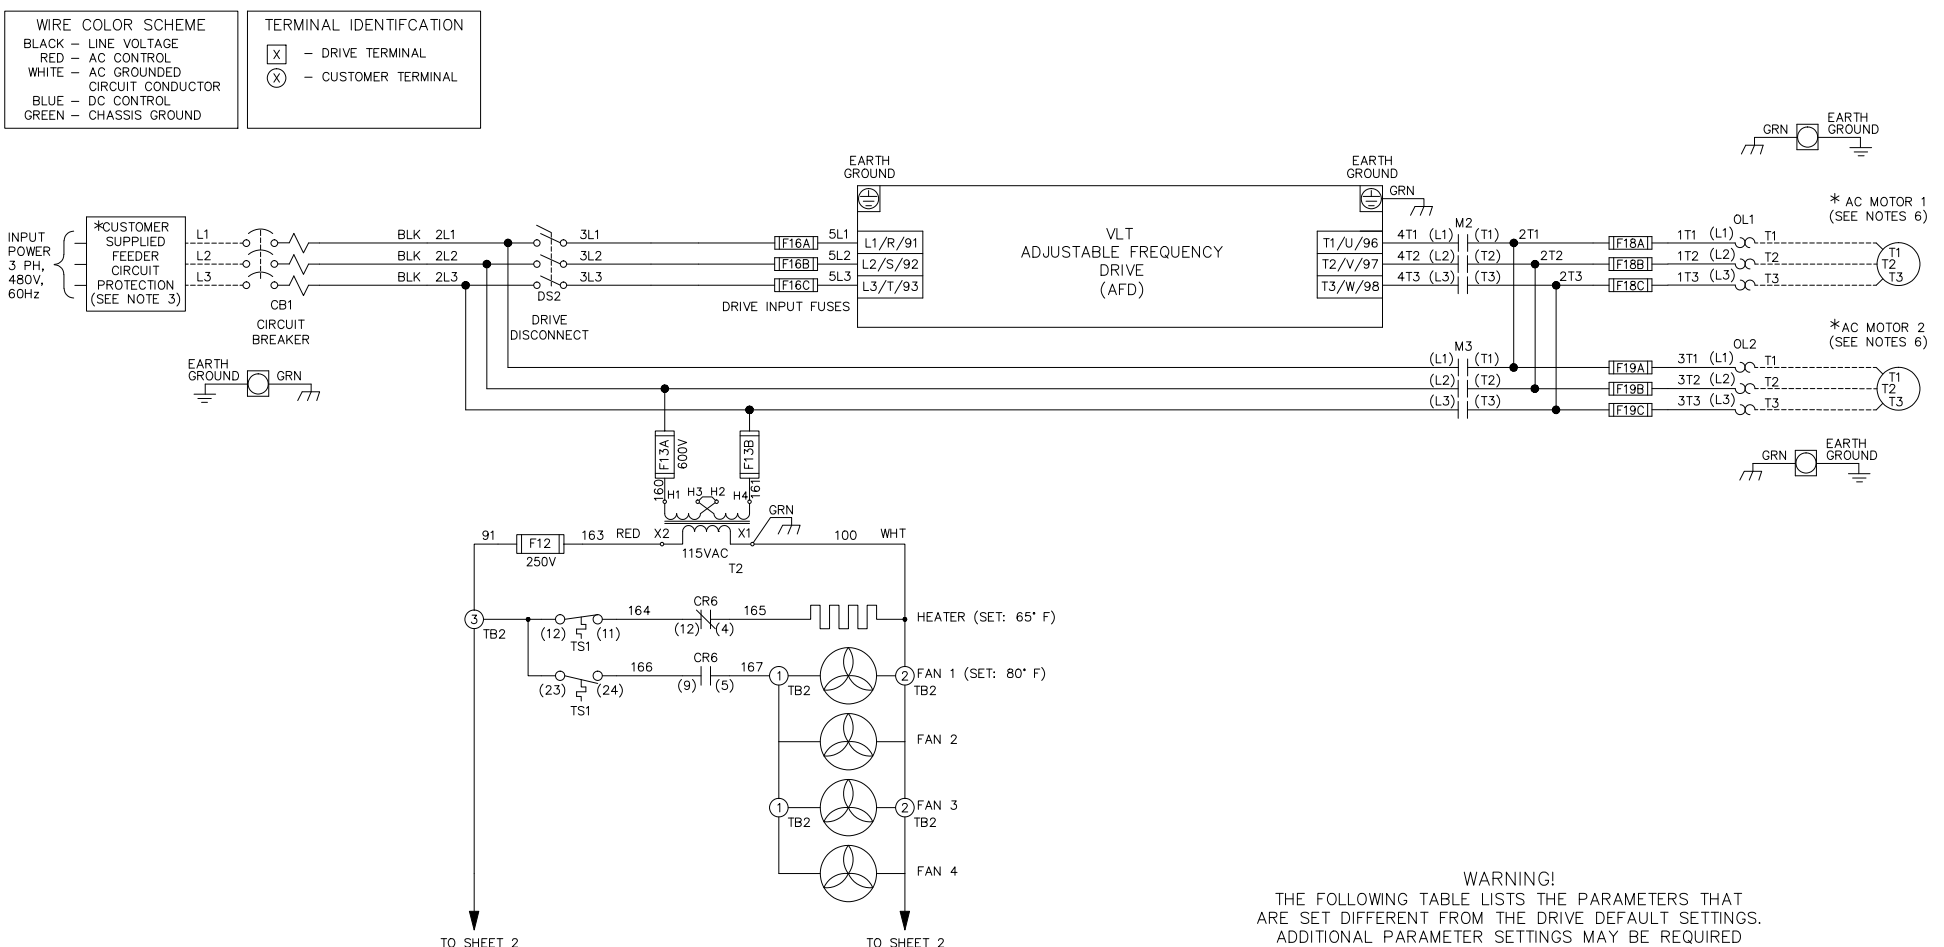 WIRE COLOR SCHEME
BLACK – LINE VOLTAGE
RED – AC CONTROL
WHITE – AC GROUNDED
CIRCUIT CONDUCTOR
BLUE – DC CONTROL
GREEN – CHASSIS GROUND
TERMINAL IDENTIFCATION
X – DRIVE TERMINAL
X – CUSTOMER TERMINAL
INPUT
POWER
3 PH,
480V,
60Hz
*CUSTOMER
SUPPLIED
FEEDER
CIRCUIT
PROTECTION
(SEE NOTE 3)
L1
L2
L3
CB1
CIRCUIT
BREAKER
EARTH
GROUND
GRN
BLK 2L1
BLK 2L2
BLK 2L3
DS2
DRIVE
DISCONNECT
3L1
3L2
3L3
F16A
F16B
F16C
DRIVE INPUT FUSES
5L1
5L2
5L3
EARTH
GROUND
L1/R/91
L2/S/92
L3/T/93
VLT
ADJUSTABLE FREQUENCY
DRIVE
(AFD)
EARTH
GROUND
GRN
T1/U/96
T2/V/97
T3/W/98
4T1 (L1)
4T2 (L2)
4T3 (L3)
M2
(T1)
(T2)
(T3)
2T1
2T2
2T3
F18A
F18B
F18C
1T1 (L1)
1T2 (L2)
1T3 (L3)
OL1
T1
T2
T3
GRN
EARTH
GROUND
* AC MOTOR 1
(SEE NOTES 6)
T1
T2
T3
M3
(L1) (T1)
(L2) (T2)
(L3) (T3)
F19A
F19B
F19C
3T1 (L1)
3T2 (L2)
3T3 (L3)
OL2
T1
T2
T3
*AC MOTOR 2
(SEE NOTES 6)
T1
T2
T3
GRN
EARTH
GROUND
F13A
600V
F13B
160
161
H1 H3 H2 H4
GRN
91
F12
250V
163
RED
X2
X1
115VAC
T2
100
WHT
3
TB2
(12) (11)
TS1
164
CR6
(12) (4)
165
HEATER (SET: 65° F)
(23) (24)
TS1
166
CR6
(9) (5)
167
1
TB2
2
TB2
FAN 1 (SET: 80° F)
FAN 2
1
TB2
2
TB2
FAN 3
FAN 4
TO SHEET 2
TO SHEET 2
WARNING!
THE FOLLOWING TABLE LISTS THE PARAMETERS THAT
ARE SET DIFFERENT FROM THE DRIVE DEFAULT SETTINGS.
ADDITIONAL PARAMETER SETTINGS MAY BE REQUIRED